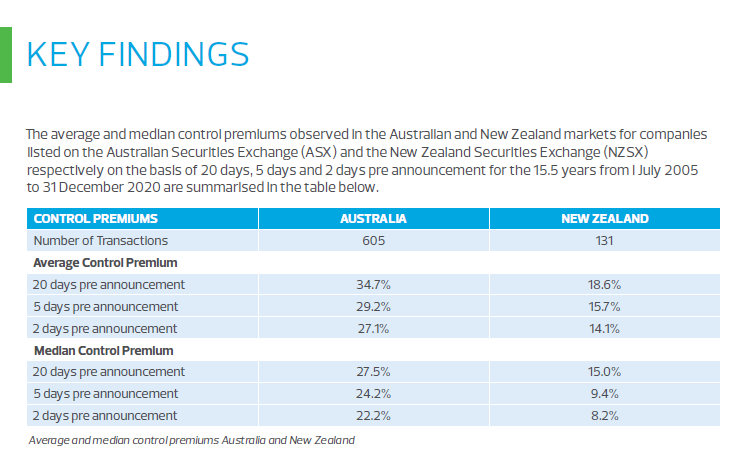 KEY FINDINGS
The average and median control premiums observed in the Australian and New Zealand markets for companies
listed on the Australian Securities Exchange (ASX) and the New Zealand Securities Exchange (NZSX)
respectively on the basis of 20 days, 5 days and 2 days pre announcement for the 15.5 years from I July 2005
to 31 December 2020 are summarised in the table below.
CONTROL PREMIUMS AUSTRALIA NEW ZEALAND
Number of Transactions 605 131
Average Control Premium
20 days pre announcement 34.7% 18.6%
5 days pre announcement 29.2% 15.7%
2 days pre announcement 27.1% 14.1%
Median Control Premium
20 days pre announcement 27.5% 15.0%
5 days pre announcement 24.2% 9.4%
2 days pre announcement 22.2% 8.2%
Average and median control premiums Australia and New Zealand